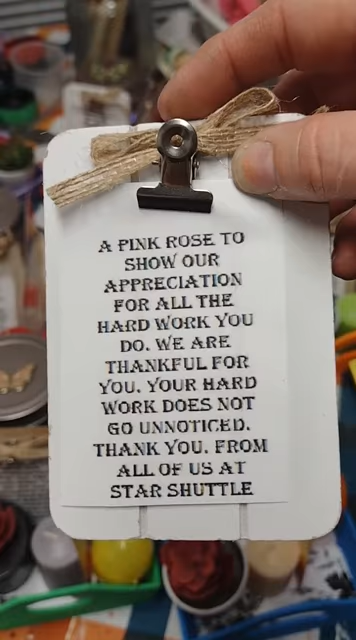 A PINK ROSE TO
SHOW OUR
APPRECIATION
FOR ALL THE
HARD WORK YOU
DO. WE ARE
THANKFUL FOR
YOU. YOUR HARD
WORK DOES NOT
GO UNNOTICED.
THANK YOU. FROM
ALL OF US AT
STAR SHUTTLE